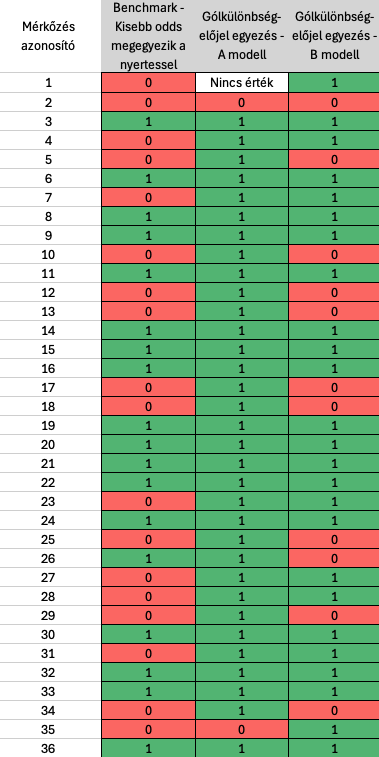 Mérkőzés azonosító
Benchmark - Kisebb odds megegyezik a nyertessel
Gólkülönbség-előjel egyezés - A modell
Gólkülönbség-előjel egyezés - B modell
1 0 Nincs érték 1
2 0 0 0
3 1 1 1
4 0 1 1
5 0 1 0
6 1 1 1
7 0 1 1
8 1 1 1
9 1 1 1
10 0 1 0
11 1 1 1
12 0 1 0
13 0 1 0
14 1 1 1
15 1 1 1
16 1 1 1
17 0 1 0
18 0 1 0
19 1 1 1
20 1 1 1
21 1 1 1
22 1 1 1
23 0 1 1
24 1 1 1
25 0 1 0
26 1 1 0
27 0 1 1
28 0 1 1
29 0 1 0
30 1 1 1
31 0 1 1
32 1 1 1
33 1 1 1
34 0 1 0
35 0 0 1
36 1 1 1